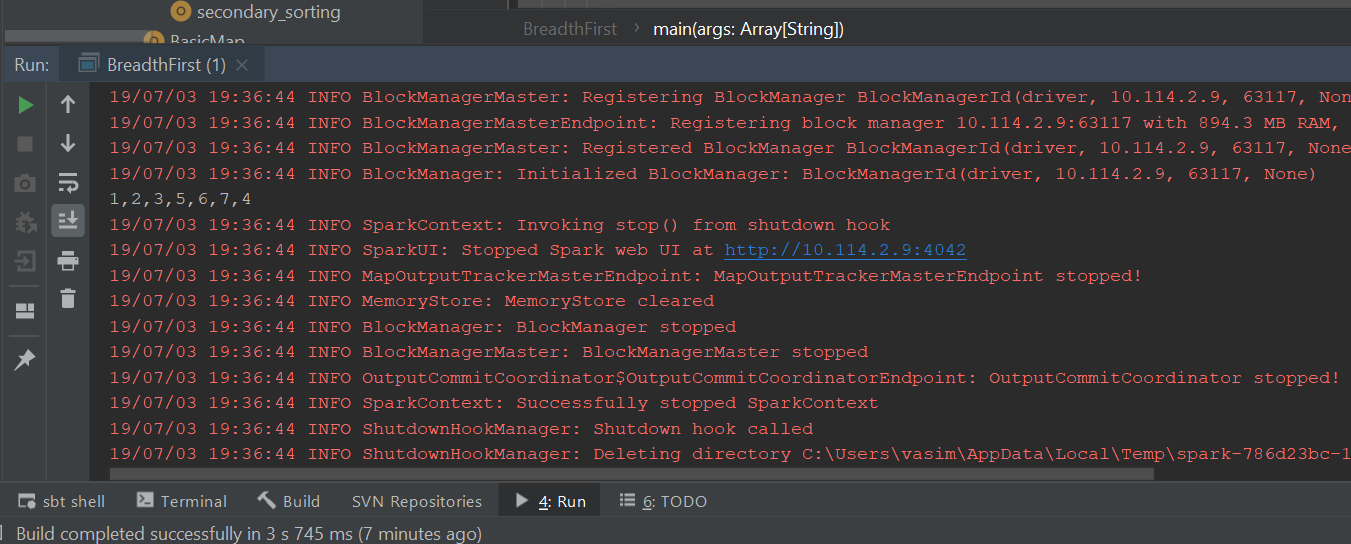 secondary_sorting
BasicMap
BreadthFirst > main(args: Array[String])
Run: BreadthFirst (1)
19/07/03 19:36:44 INFO BlockManagerMaster: Registering BlockManager BlockManagerId(driver, 10.114.2.9, 63117, Non
19/07/03 19:36:44 INFO BlockManagerMasterEndpoint: Registering block manager 10.114.2.9:63117 with 894.3 MB RAM,
19/07/03 19:36:44 INFO BlockManagerMaster: Registered BlockManager BlockManagerId(driver, 10.114.2.9, 63117, None
19/07/03 19:36:44 INFO BlockManager: Initialized BlockManager: BlockManagerId(driver, 10.114.2.9, 63117, None)
1,2,3,5,6,7,4
19/07/03 19:36:44 INFO SparkContext: Invoking stop() from shutdown hook
19/07/03 19:36:44 INFO SparkUI: Stopped Spark web UI at http://10.114.2.9:4042
19/07/03 19:36:44 INFO MapOutputTrackerMasterEndpoint: MapOutputTrackerMasterEndpoint stopped!
19/07/03 19:36:44 INFO MemoryStore: MemoryStore cleared
19/07/03 19:36:44 INFO BlockManager: BlockManager stopped
19/07/03 19:36:44 INFO BlockManagerMaster: BlockManagerMaster stopped
19/07/03 19:36:44 INFO OutputCommitCoordinator$OutputCommitCoordinatorEndpoint: OutputCommitCoordinator stopped!
19/07/03 19:36:44 INFO SparkContext: Successfully stopped SparkContext
19/07/03 19:36:44 INFO ShutdownHookManager: Shutdown hook called
19/07/03 19:36:44 INFO ShutdownHookManager: Deleting directory C:\Users\vasim\AppData\Local\Temp\spark-786d23bc-1
sbt shell Terminal Build SVN Repositories 4: Run 6: TODO
Build completed successfully in 3 s 745 ms (7 minutes ago)